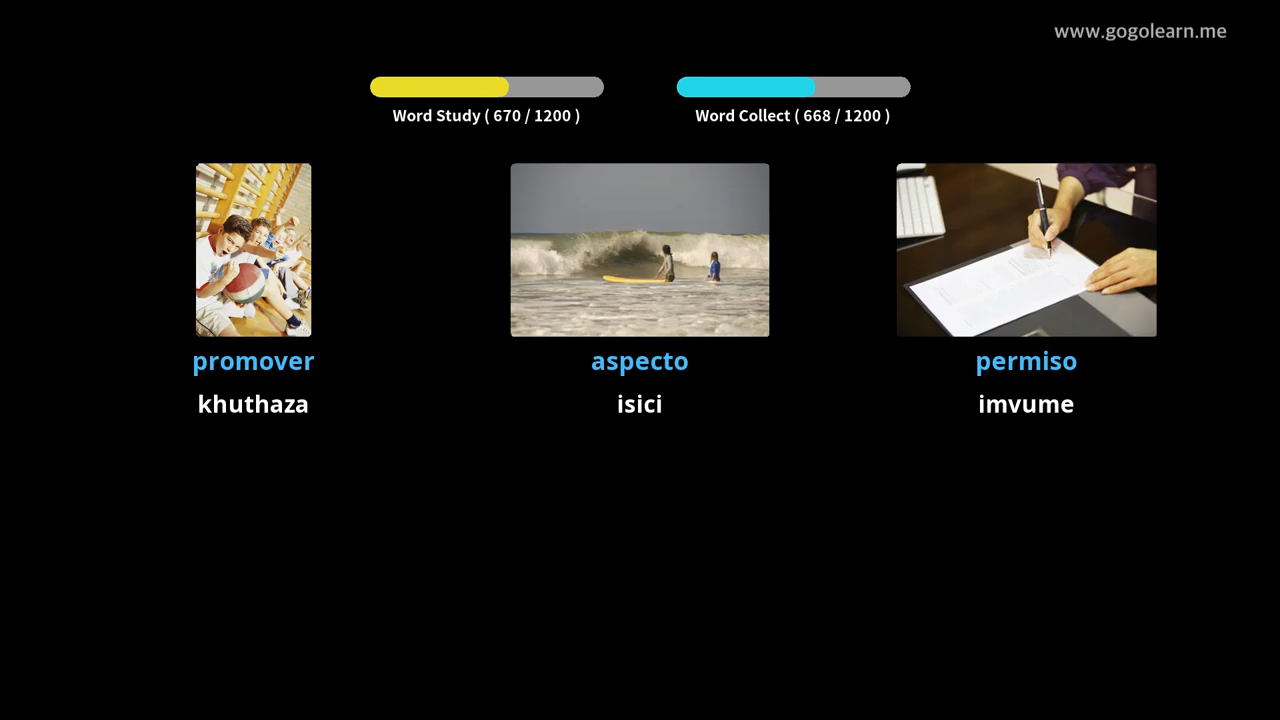 www.gogolearn.me
Word Study ( 670 / 1200 )
Word Collect ( 668 / 1200 )
promover
aspecto
permiso
khuthaza
isici
imvume